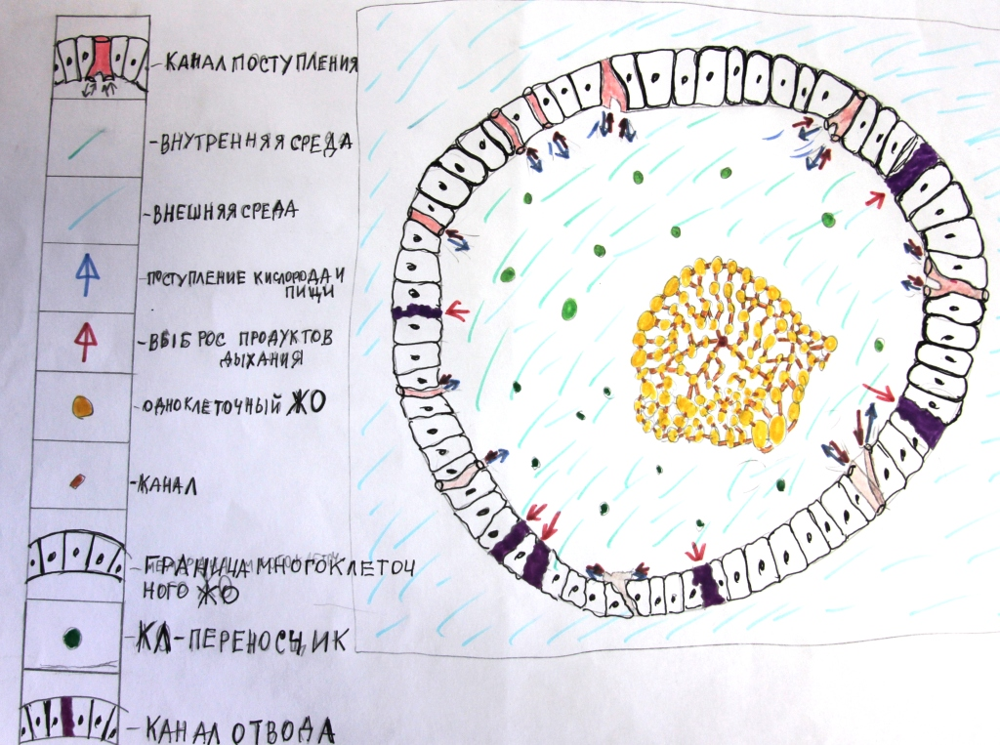 КАНАЛ ПОСТУПЛЕНИЯ
-ВНУТРЕННЯЯ СРЕДА
-ВНЕШНЯЯ СРЕДА
-ПОСТУПЛЕНИЕ КИСЛОРОДА И
ПИЩИ
-ВЫБРОС ПРОДУКТОВ
ДЫХАНИЯ
-ОДНОКЛЕТОЧНЫЙ ЖО
-КАНАЛ
-ГРАНИЦА МНОГОКЛЕТОЧ
НОГО ЖО
-КЛ-ПЕРЕНОСЧИК
-КАНАЛ ОТВОДА